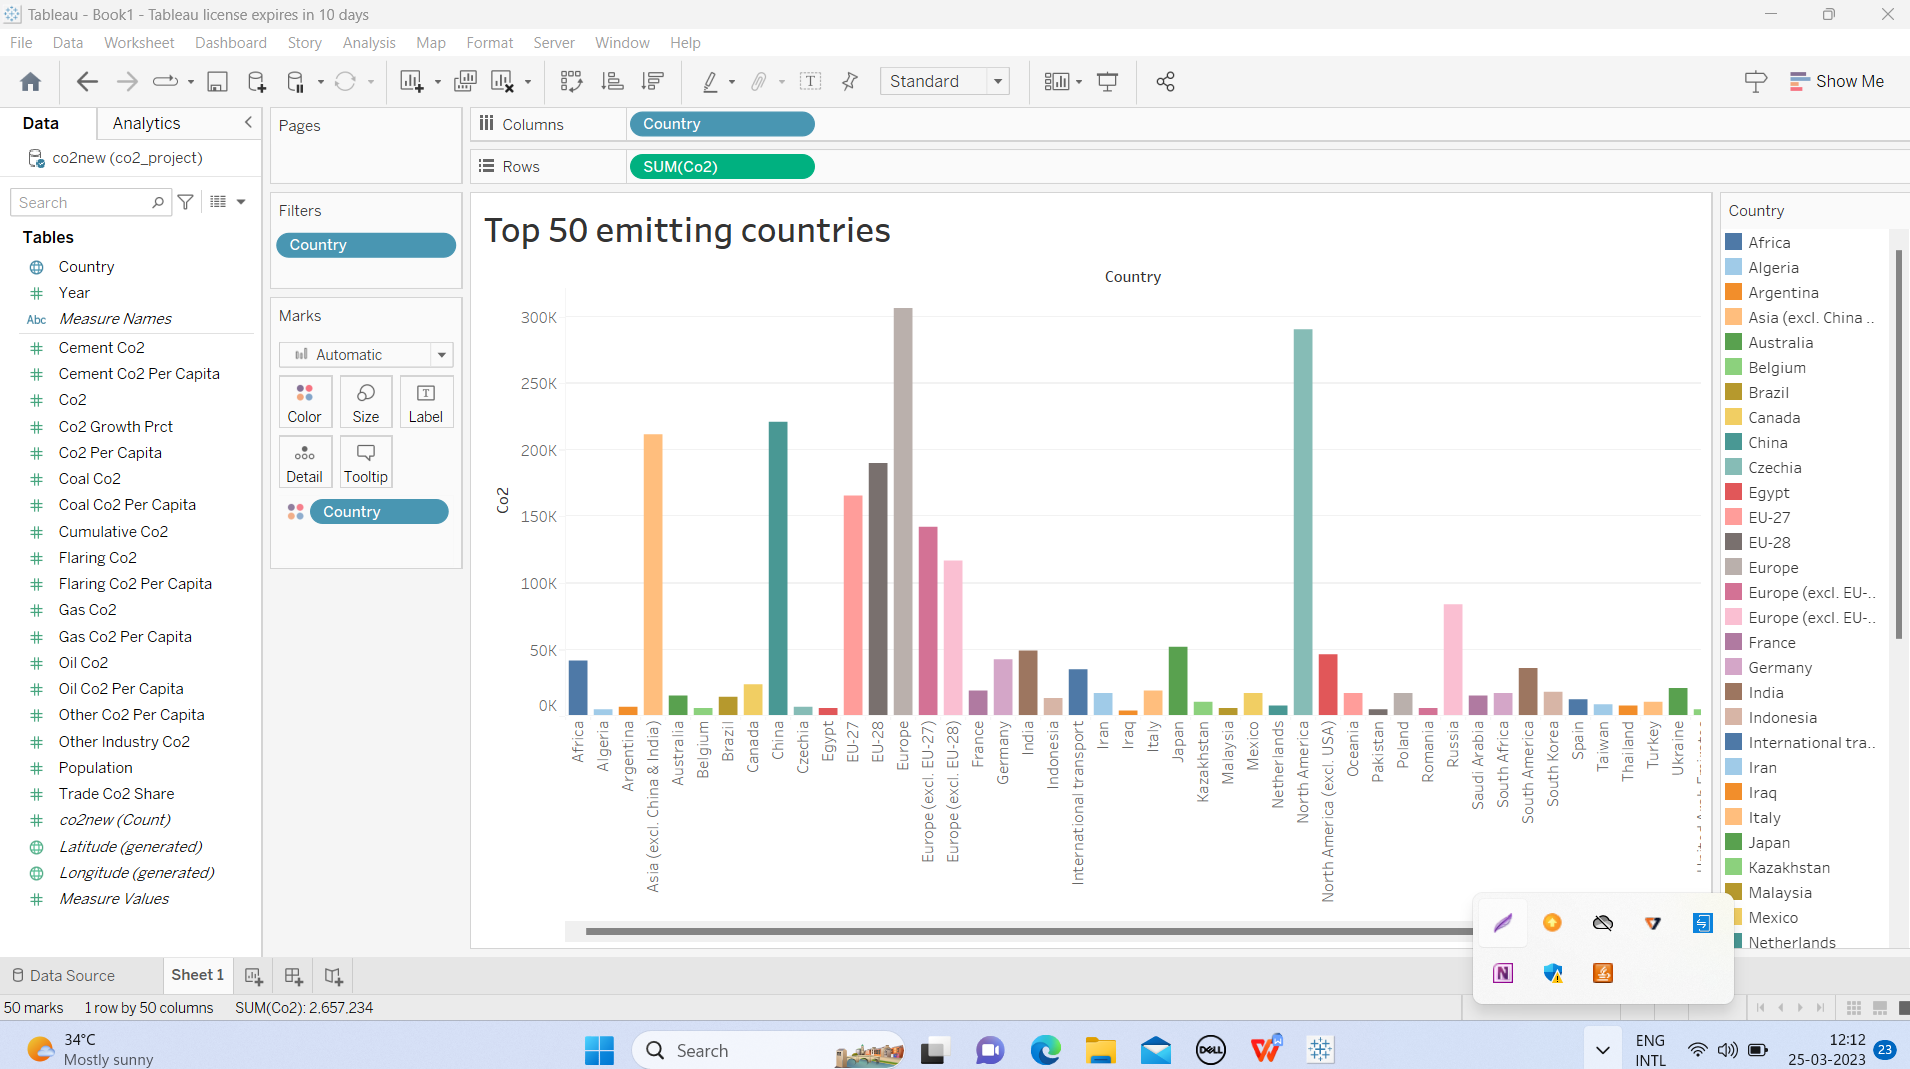 Tableau - Book1 - Tableau license expires in 10 days
File Data Worksheet Dashboard Story Analysis Map Format Server Window Help
Standard
Show Me
Data
Analytics
co2new (co2_project)
Search
Tables
Country
Year
Abc Measure Names
Cement Co2
Cement Co2 Per Capita
Co2
Co2 Growth Prct
Co2 Per Capita
Coal Co2
Coal Co2 Per Capita
Cumulative Co2
Flaring Co2
Flaring Co2 Per Capita
Gas Co2
Gas Co2 Per Capita
Oil Co2
Oil Co2 Per Capita
Other Co2 Per Capita
Other Industry Co2
Population
Trade Co2 Share
co2new (Count)
Latitude (generated)
Longitude (generated)
Measure Values
Pages
Filters
Country
Marks
Automatic
Color
Size
Label
Detail
Tooltip
Country
Columns
Country
Rows
SUM(Co2)
Top 50 emitting countries
Country
Co2
300K
250K
200K
150K
100K
50K
0K
Africa
Algeria
Argentina
Asia (excl. China & India)
Australia
Belgium
Brazil
Canada
China
Czechia
Egypt
EU-27
EU-28
Europe
Europe (excl. EU-27)
Europe (excl. EU-28)
France
Germany
India
Indonesia
International transport
Iran
Iraq
Italy
Japan
Kazakhstan
Malaysia
Mexico
Netherlands
North America
North America (excl. USA)
Oceania
Pakistan
Poland
Romania
Russia
Saudi Arabia
South Africa
South America
South Korea
Spain
Taiwan
Thailand
Turkey
Ukraine
Country
Africa
Algeria
Argentina
Asia (excl. China ..
Australia
Belgium
Brazil
Canada
China
Czechia
Egypt
EU-27
EU-28
Europe
Europe (excl. EU-..
Europe (excl. EU-..
France
Germany
India
Indonesia
International tra..
Iran
Iraq
Italy
Japan
Kazakhstan
Malaysia
Mexico
Netherlands
Data Source
Sheet 1
50 marks
1 row by 50 columns
SUM(Co2): 2,657,234
34°C
Mostly sunny
Search
DELL
ENG
INTL
12:12
25-03-2023
23